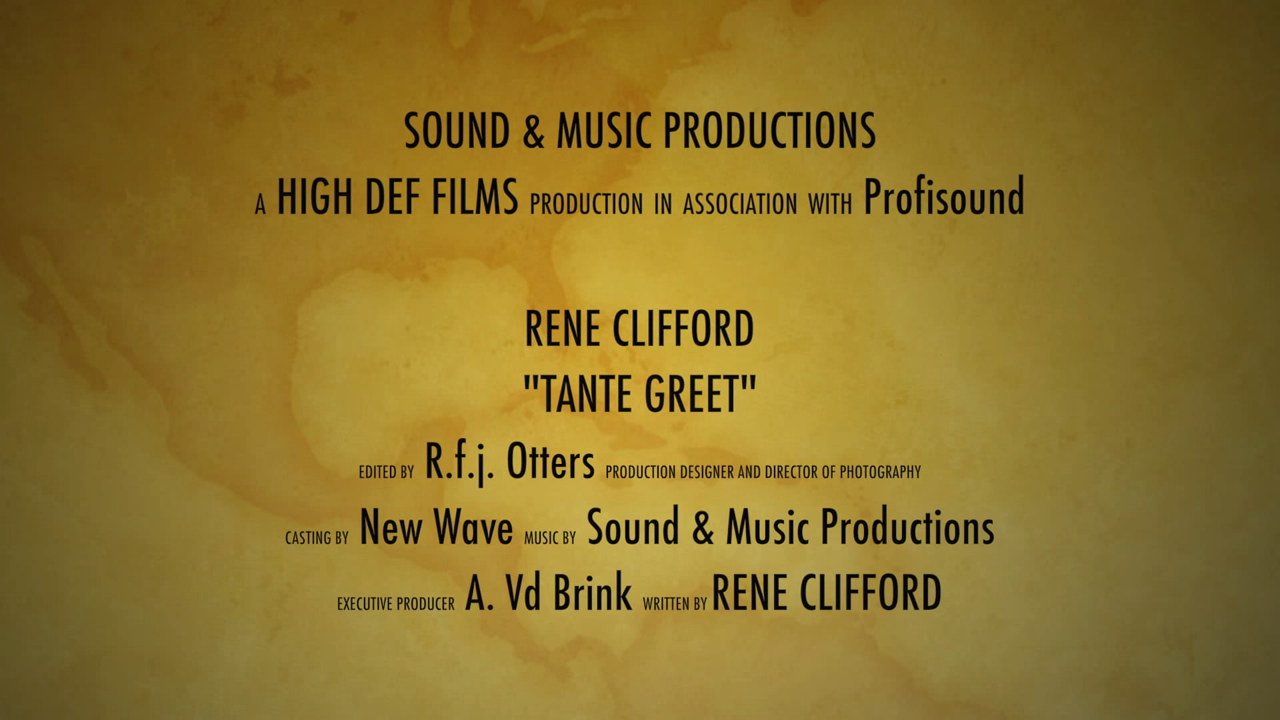 SOUND & MUSIC PRODUCTIONS
A HIGH DEF FILMS PRODUCTION IN ASSOCIATION WITH Profisound
RENE CLIFFORD
"TANTE GREET"
EDITED BY R.f.j. Otters PRODUCTION DESIGNER AND DIRECTOR OF PHOTOGRAPHY
CASTING BY New Wave MUSIC BY Sound & Music Productions
EXECUTIVE PRODUCER A. Vd Brink WRITTEN BY RENE CLIFFORD